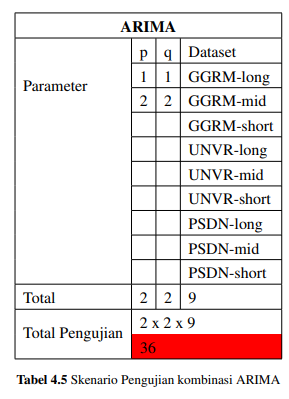 ARIMA
Parameter p q Dataset
1 1 GGRM-long
2 2 GGRM-mid
GGRM-short
UNVR-long
UNVR-mid
UNVR-short
PSDN-long
PSDN-mid
PSDN-short
Total 2 2 9
Total Pengujian 2 x 2 x 9
36
Tabel 4.5 Skenario Pengujian kombinasi ARIMA